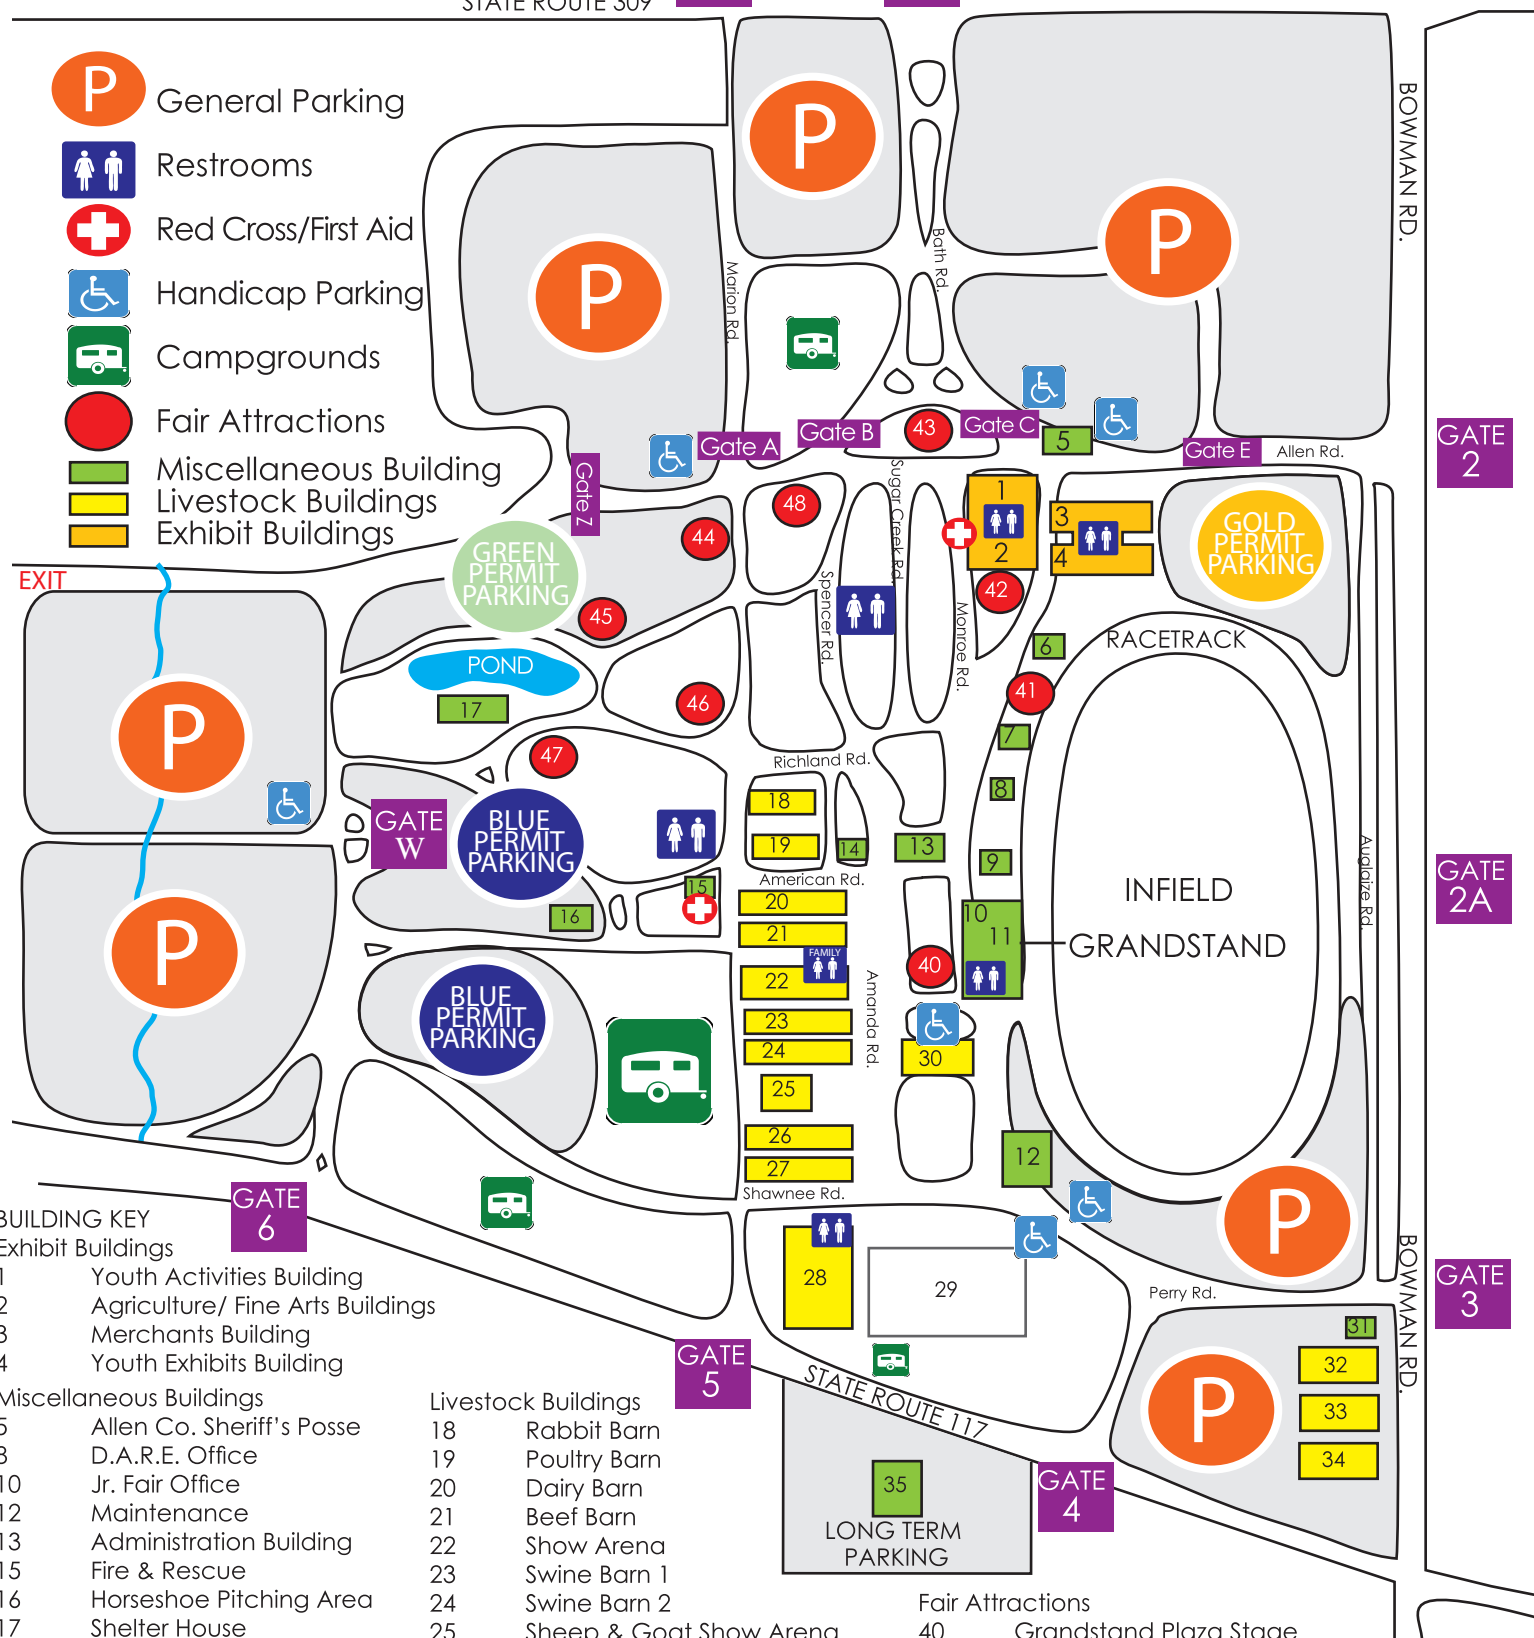 STATE ROUTE 309
P
General Parking
Restrooms
Red Cross/First Aid
Handicap Parking
Campgrounds
Fair Attractions
Miscellaneous Building
Livestock Buildings
Exhibit Buildings
P
P
P
BOWMAN RD.
Bath Rd.
Marion Rd.
Gate A
Gate B
43
Gate C
5
Gate E
Allen Rd.
GATE
2
Gate Z
48
44
Sugar Creek Rd.
1
2
3
4
GOLD
PERMIT
PARKING
GREEN
PERMIT
PARKING
45
EXIT
42
Spencer Rd.
Monroe Rd.
6
RACETRACK
POND
17
46
41
7
47
Richland Rd.
P
18
8
GATE
W
BLUE
PERMIT
PARKING
19
14
13
9
Auglaize Rd.
GATE
2A
American Rd.
15
20
INFIELD
16
21
10
11
GRANDSTAND
P
FAMILY
22
40
Amanda Rd.
BLUE
PERMIT
PARKING
23
24
30
25
26
12
27
Shawnee Rd.
GATE
6
P
28
29
Perry Rd.
BOWMAN RD.
GATE
3
31
GATE
5
32
STATE ROUTE 117
P
33
34
35
GATE
4
LONG TERM
PARKING
BUILDING KEY
Exhibit Buildings
1 Youth Activities Building
2 Agriculture/ Fine Arts Buildings
3 Merchants Building
4 Youth Exhibits Building
Miscellaneous Buildings
5 Allen Co. Sheriff's Posse
8 D.A.R.E. Office
10 Jr. Fair Office
12 Maintenance
13 Administration Building
15 Fire & Rescue
16 Horseshoe Pitching Area
17 Shelter House
Livestock Buildings
18 Rabbit Barn
19 Poultry Barn
20 Dairy Barn
21 Beef Barn
22 Show Arena
23 Swine Barn 1
24 Swine Barn 2
25 Sheep & Goat Show Arena
Fair Attractions
40 Grandstand Plaza Stage